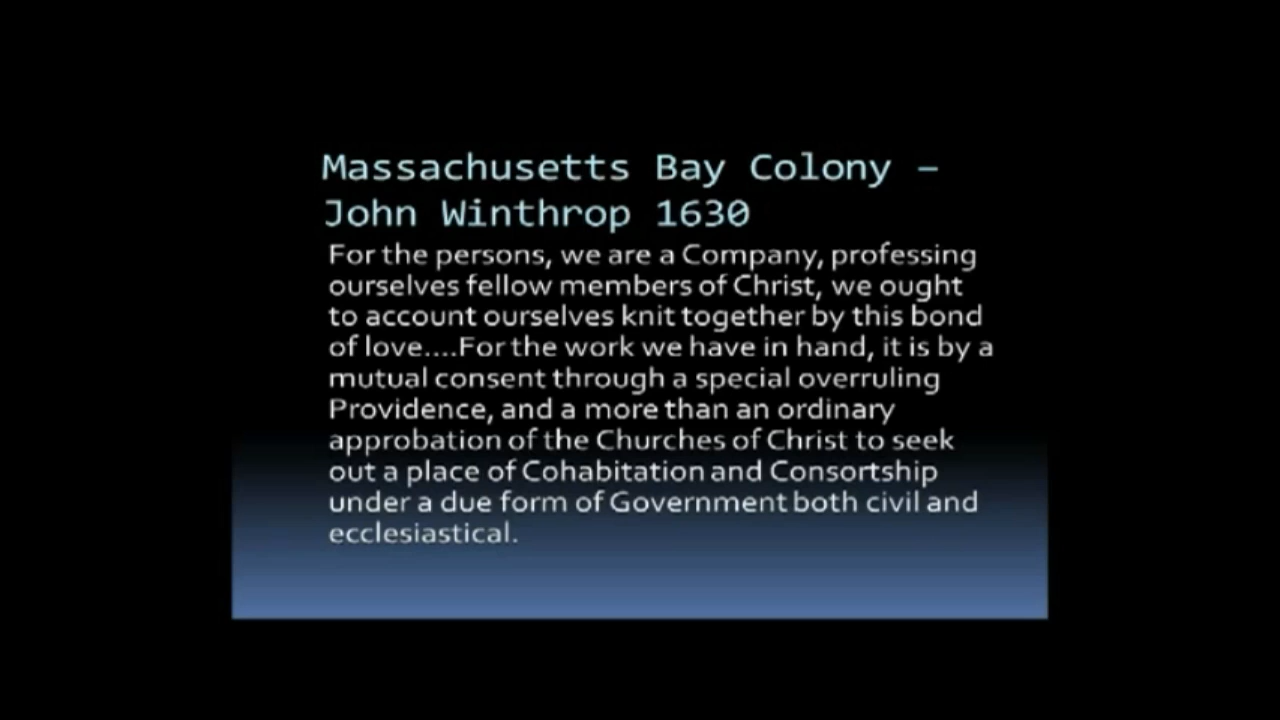 Massachusetts Bay Colony –
John Winthrop 1630
For the persons, we are a Company, professing
ourselves fellow members of Christ, we ought
to account ourselves knit together by this bond
of love....For the work we have in hand, it is by a
mutual consent through a special overruling
Providence, and a more than an ordinary
approbation of the Churches of Christ to seek
out a place of Cohabitation and Consortship
under a due form of Government both civil and
ecclesiastical.